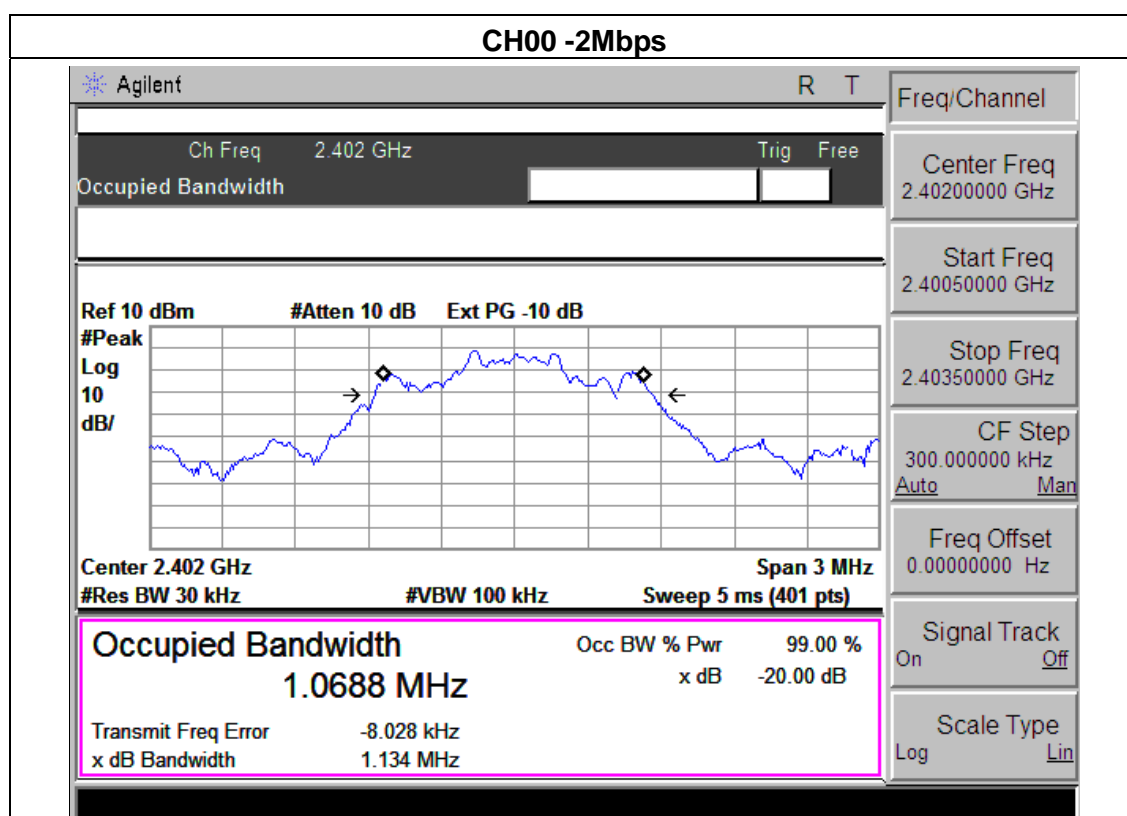 CH00 -2Mbps
Agilent R T
Ch Freq 2.402 GHz Trig Free
Occupied Bandwidth
Ref 10 dBm #Atten 10 dB Ext PG -10 dB
#Peak
Log
10
dB/
Center 2.402 GHz Span 3 MHz
#Res BW 30 kHz #VBW 100 kHz Sweep 5 ms (401 pts)
Occupied Bandwidth Occ BW % Pwr 99.00 %
1.0688 MHz x dB -20.00 dB
Transmit Freq Error -8.028 kHz
x dB Bandwidth 1.134 MHz
Freq/Channel
Center Freq
2.40200000 GHz
Start Freq
2.40050000 GHz
Stop Freq
2.40350000 GHz
CF Step
300.000000 kHz
Auto Man
Freq Offset
0.00000000 Hz
Signal Track
On Off
Scale Type
Log Lin